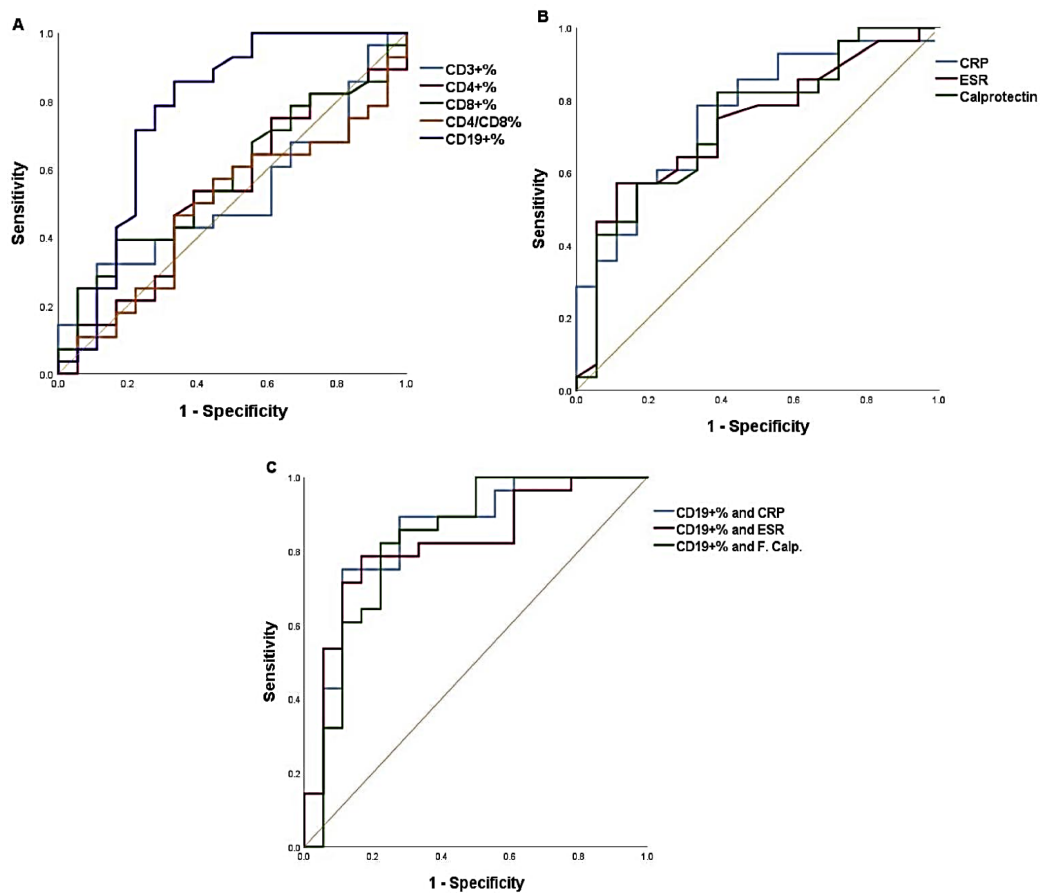 A
1.0
0.8
0.6
0.4
0.2
0.0
Sensitivity
0.0 0.2 0.4 0.6 0.8 1.0
1 - Specificity
CD3+%
CD4+%
CD8+%
CD4/CD8%
CD19+%
B
1.0
0.8
0.6
0.4
0.2
0.0
Sensitivity
0.0 0.2 0.4 0.6 0.8 1.0
1 - Specificity
CRP
ESR
Calprotectin
C
1.0
0.8
0.6
0.4
0.2
0.0
Sensitivity
0.0 0.2 0.4 0.6 0.8 1.0
1 - Specificity
CD19+% and CRP
CD19+% and ESR
CD19+% and F. Calp.